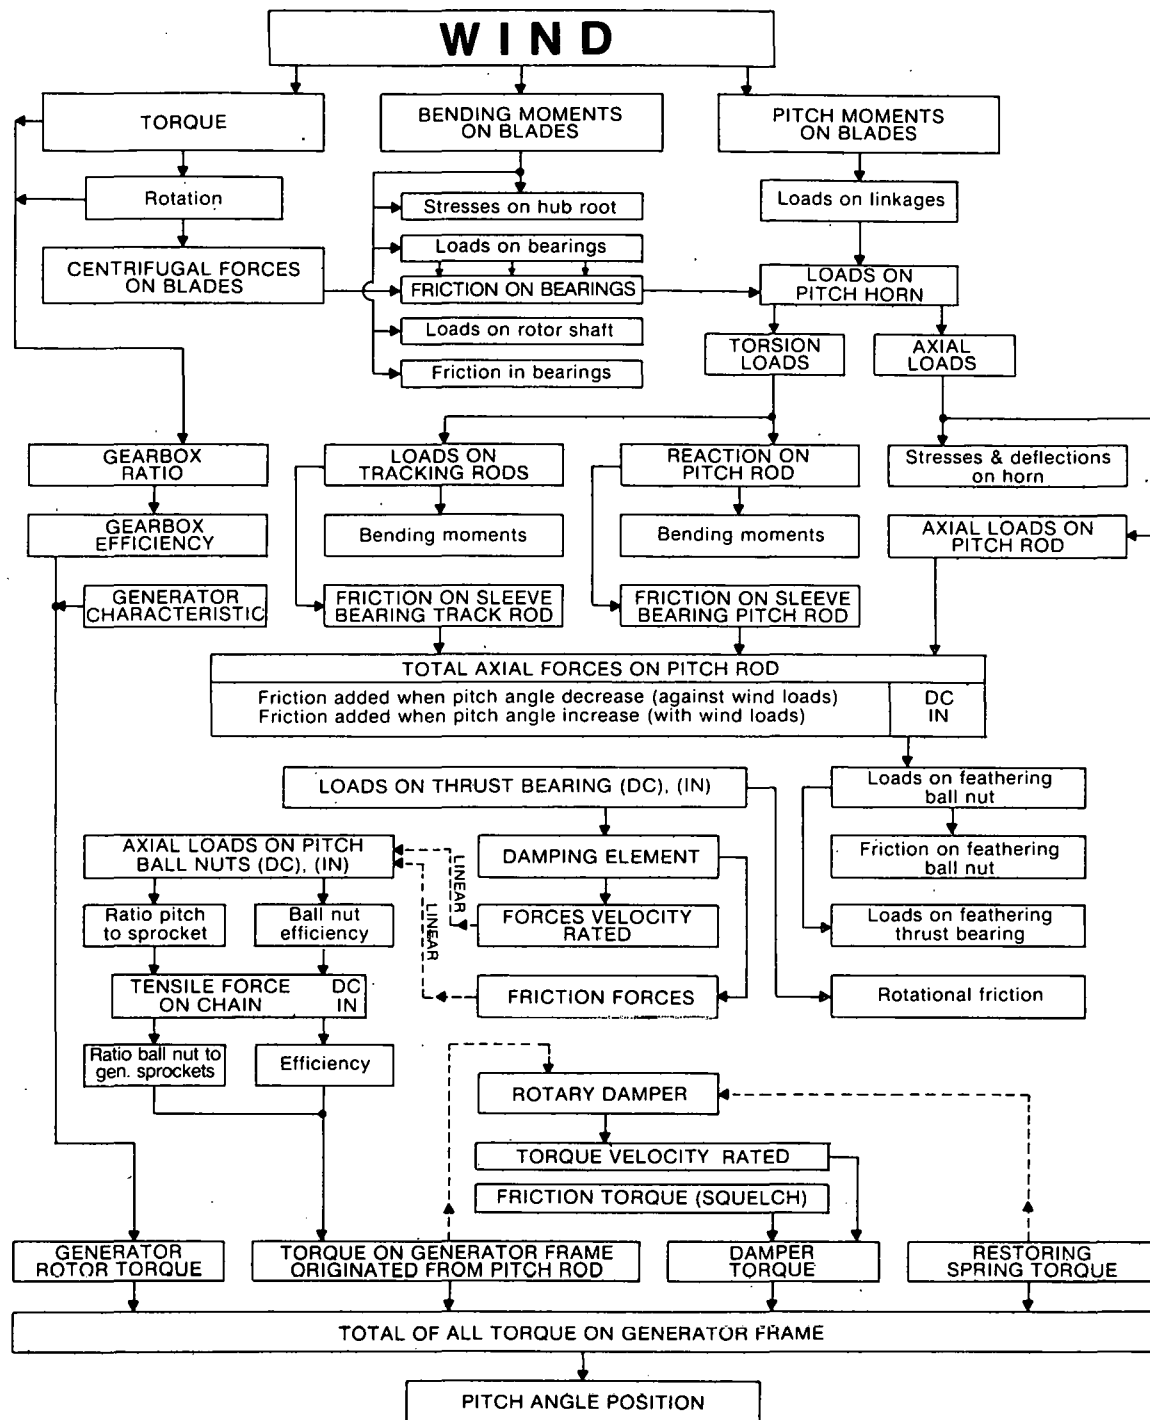 WIND
TORQUE
BENDING MOMENTS
ON BLADES
PITCH MOMENTS
ON BLADES
Rotation
Stresses on hub root
Loads on linkages
CENTRIFUGAL FORCES
ON BLADES
Loads on bearings
FRICTION ON BEARINGS
LOADS ON
PITCH HORN
Loads on rotor shaft
Friction in bearings
TORSION
LOADS
AXIAL
LOADS
GEARBOX
RATIO
LOADS ON
TRACKING RODS
REACTION ON
PITCH ROD
Stresses & deflections
on horn
GEARBOX
EFFICIENCY
Bending moments
Bending moments
AXIAL LOADS ON
PITCH ROD
GENERATOR
CHARACTERISTIC
FRICTION ON SLEEVE
BEARING TRACK ROD
FRICTION ON SLEEVE
BEARING PITCH ROD
TOTAL AXIAL FORCES ON PITCH ROD
Friction added when pitch angle decrease (against wind loads) DC
Friction added when pitch angle increase (with wind loads) IN
LOADS ON THRUST BEARING (DC), (IN)
Loads on feathering
ball nut
AXIAL LOADS ON PITCH
BALL NUTS (DC), (IN)
LINEAR
DAMPING ELEMENT
Friction on feathering
ball nut
Ratio pitch
to sprocket
Ball nut
efficiency
LINEAR
FORCES VELOCITY
RATED
Loads on feathering
thrust bearing
TENSILE FORCE DC
ON CHAIN IN
FRICTION FORCES
Rotational friction
Ratio ball nut to
gen. sprockets
Efficiency
ROTARY DAMPER
TORQUE VELOCITY RATED
FRICTION TORQUE (SQUELCH)
GENERATOR
ROTOR TORQUE
TORQUE ON GENERATOR FRAME
ORIGINATED FROM PITCH ROD
DAMPER
TORQUE
RESTORING
SPRING TORQUE
TOTAL OF ALL TORQUE ON GENERATOR FRAME
PITCH ANGLE POSITION